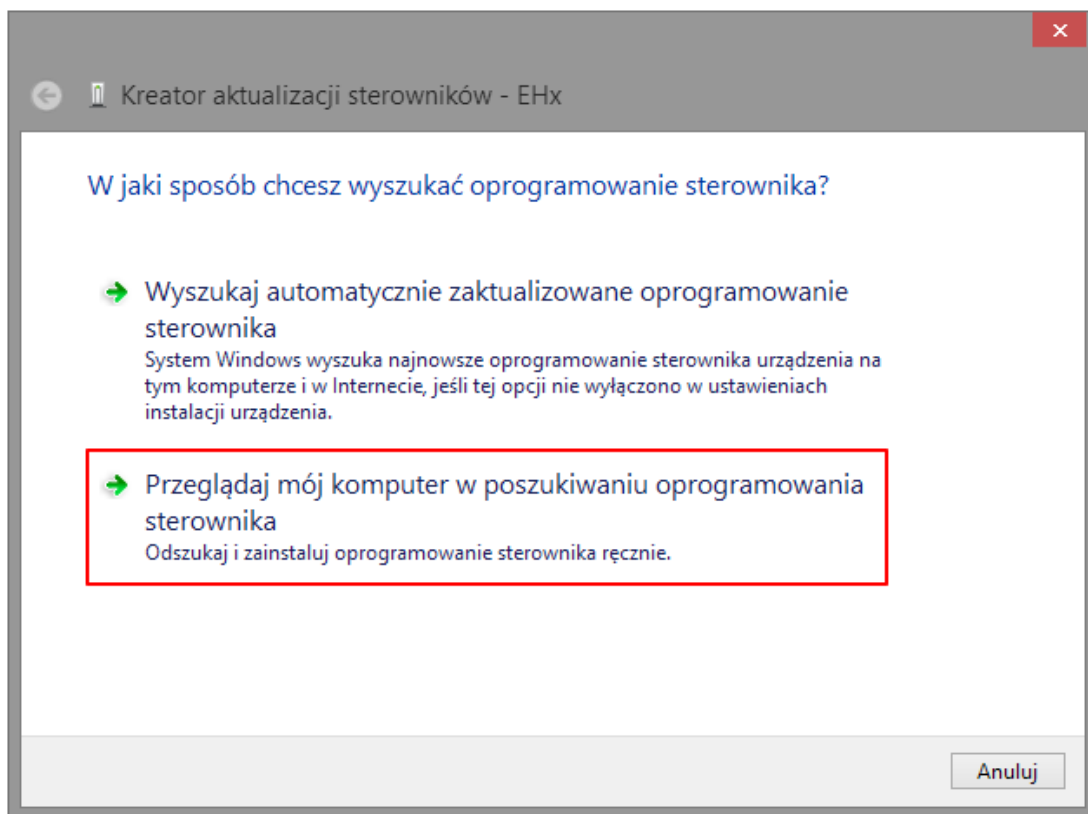 Kreator aktualizacji sterowników - EHx
W jaki sposób chcesz wyszukać oprogramowanie sterownika?
Wyszukaj automatycznie zaktualizowane oprogramowanie
sterownika
System Windows wyszuka najnowsze oprogramowanie sterownika urządzenia na
tym komputerze i w Internecie, jeśli tej opcji nie wyłączono w ustawieniach
instalacji urządzenia.
Przeglądaj mój komputer w poszukiwaniu oprogramowania
sterownika
Odszukaj i zainstaluj oprogramowanie sterownika ręcznie.
Anuluj